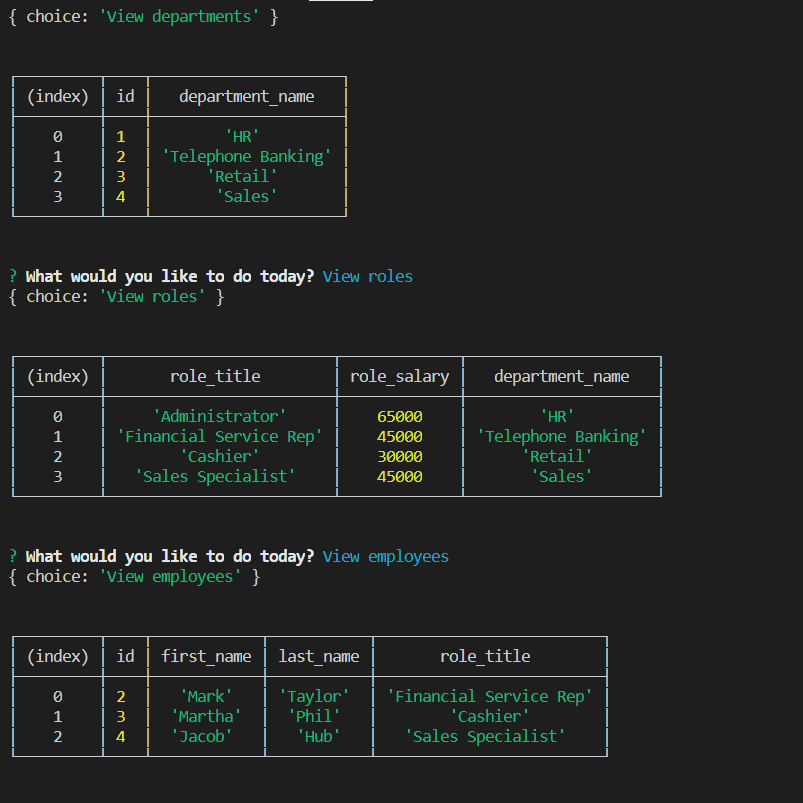 { choice: 'View departments' }
(index) id department_name
0 1 'HR'
1 2 'Telephone Banking'
2 3 'Retail'
3 4 'Sales'
? What would you like to do today? View roles
{ choice: 'View roles' }
(index) role_title role_salary department_name
0 'Administrator' 65000 'HR'
1 'Financial Service Rep' 45000 'Telephone Banking'
2 'Cashier' 30000 'Retail'
3 'Sales Specialist' 45000 'Sales'
? What would you like to do today? View employees
{ choice: 'View employees' }
(index) id first_name last_name role_title
0 2 'Mark' 'Taylor' 'Financial Service Rep'
1 3 'Martha' 'Phil' 'Cashier'
2 4 'Jacob' 'Hub' 'Sales Specialist'